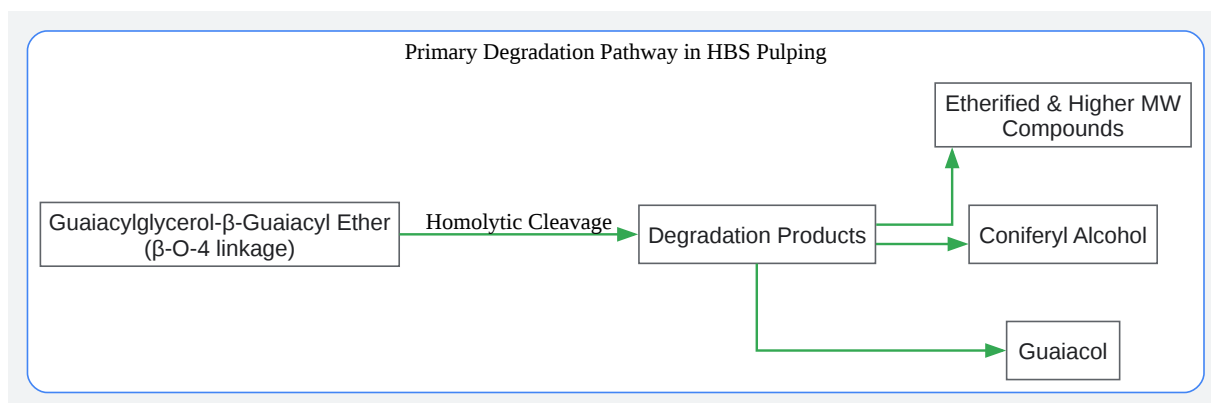 Primary Degradation Pathway in HBS Pulping
Etherified & Higher MW
Compounds
Guaiacylglycerol-β-Guaiacyl Ether
(β-O-4 linkage)
Homolytic Cleavage
Degradation Products
Coniferyl Alcohol
Guaiacol